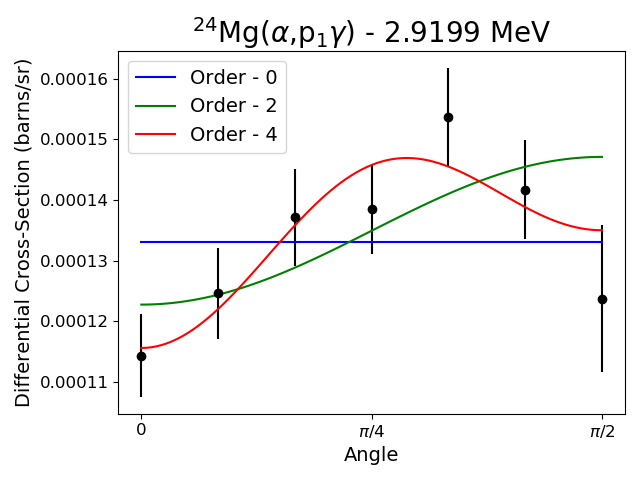 ²⁴Mg(α,p₁γ) - 2.9199 MeV
Order - 0
Order - 2
Order - 4
Differential Cross-Section (barns/sr)
0.00016
0.00015
0.00014
0.00013
0.00012
0.00011
0
π/4
π/2
Angle